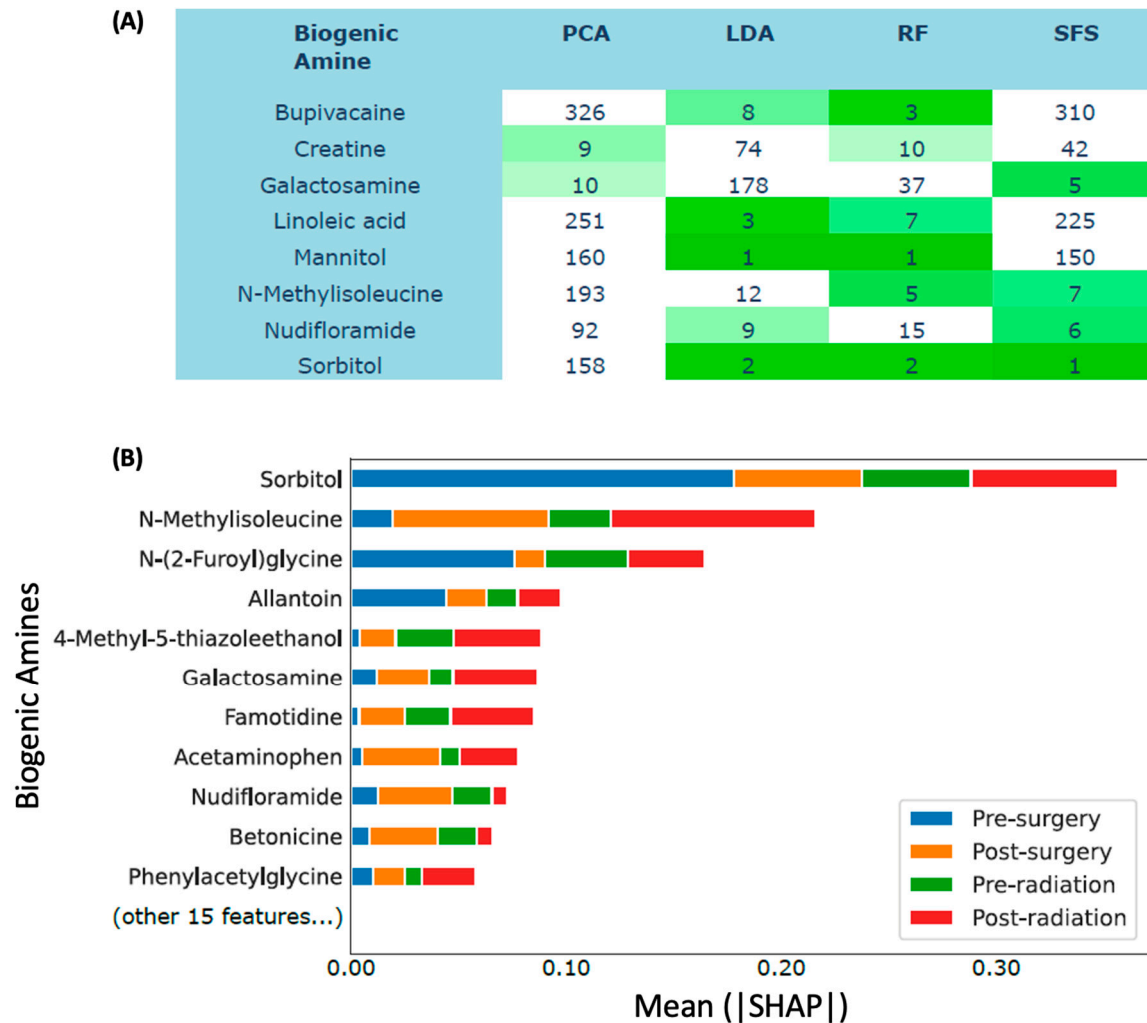 (A)
Biogenic Amine PCA LDA RF SFS
Bupivacaine 326 8 3 310
Creatine 9 74 10 42
Galactosamine 10 178 37 5
Linoleic acid 251 3 7 225
Mannitol 160 1 1 150
N-Methylisoleucine 193 12 5 7
Nudifloramide 92 9 15 6
Sorbitol 158 2 2 1
(B)
Biogenic Amines
Sorbitol
N-Methylisoleucine
N-(2-Furoyl)glycine
Allantoin
4-Methyl-5-thiazoleethanol
Galactosamine
Famotidine
Acetaminophen
Nudifloramide
Betonicine
Phenylacetylglycine
(other 15 features...)
Pre-surgery
Post-surgery
Pre-radiation
Post-radiation
0.00 0.10 0.20 0.30
Mean (|SHAP|)